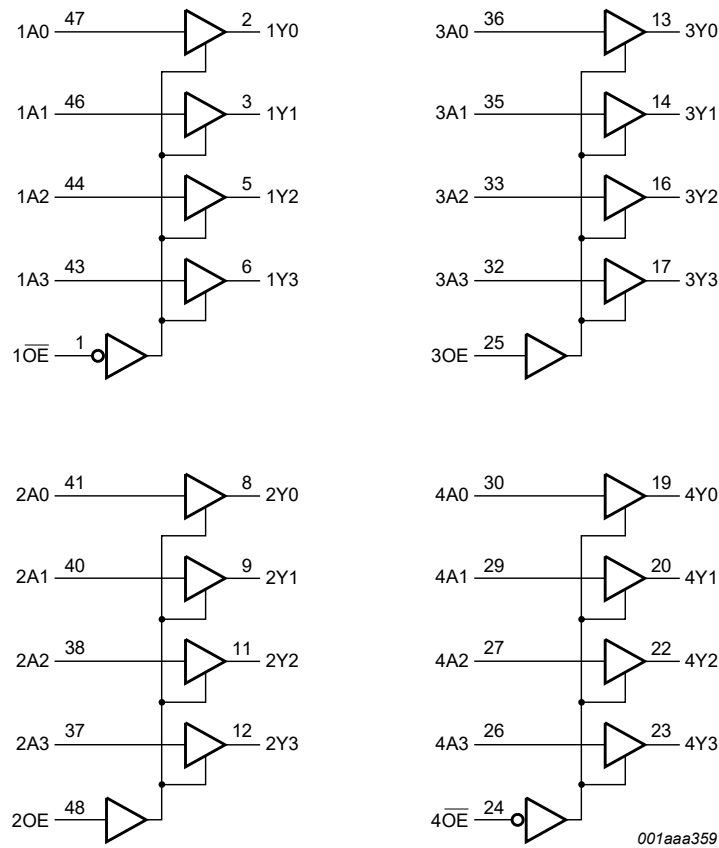 1A0 47 2 1Y0
1A1 46 3 1Y1
1A2 44 5 1Y2
1A3 43 6 1Y3
1O̅E̅ 1
3A0 36 13 3Y0
3A1 35 14 3Y1
3A2 33 16 3Y2
3A3 32 17 3Y3
3OE 25
2A0 41 8 2Y0
2A1 40 9 2Y1
2A2 38 11 2Y2
2A3 37 12 2Y3
2OE 48
4A0 30 19 4Y0
4A1 29 20 4Y1
4A2 27 22 4Y2
4A3 26 23 4Y3
4O̅E̅ 24
001aaa359